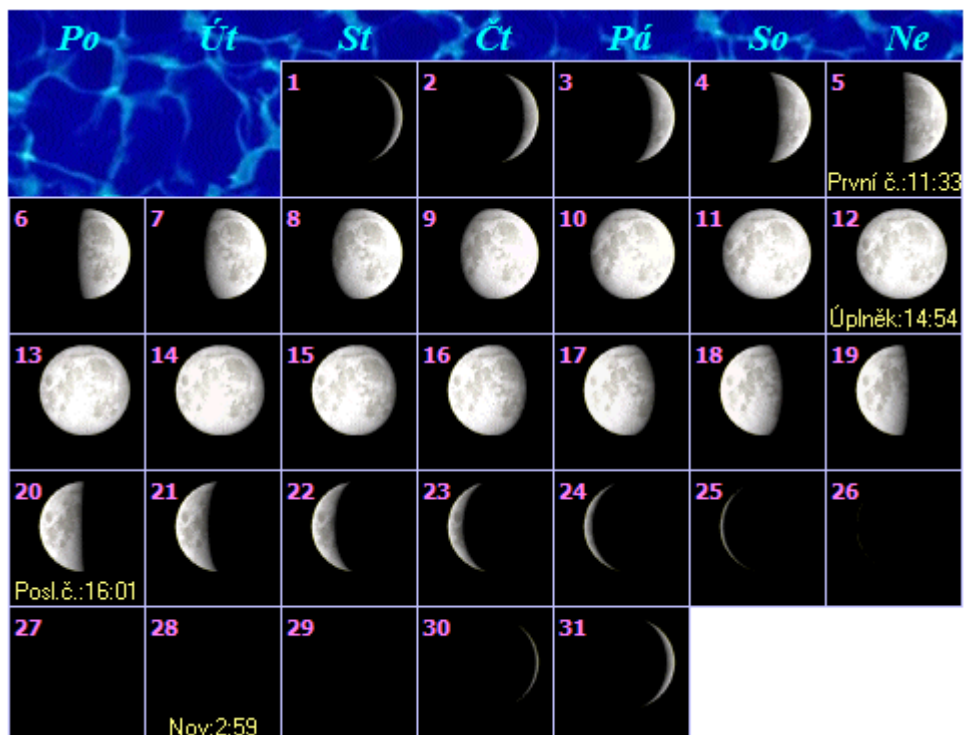 Po Út St Čt Pá So Ne
1 2 3 4 5
První č.:11:33
6 7 8 9 10 11 12
Úplněk:14:54
13 14 15 16 17 18 19
20 21 22 23 24 25 26
Posl.č.:16:01
27 28 29 30 31
Nov:2:59